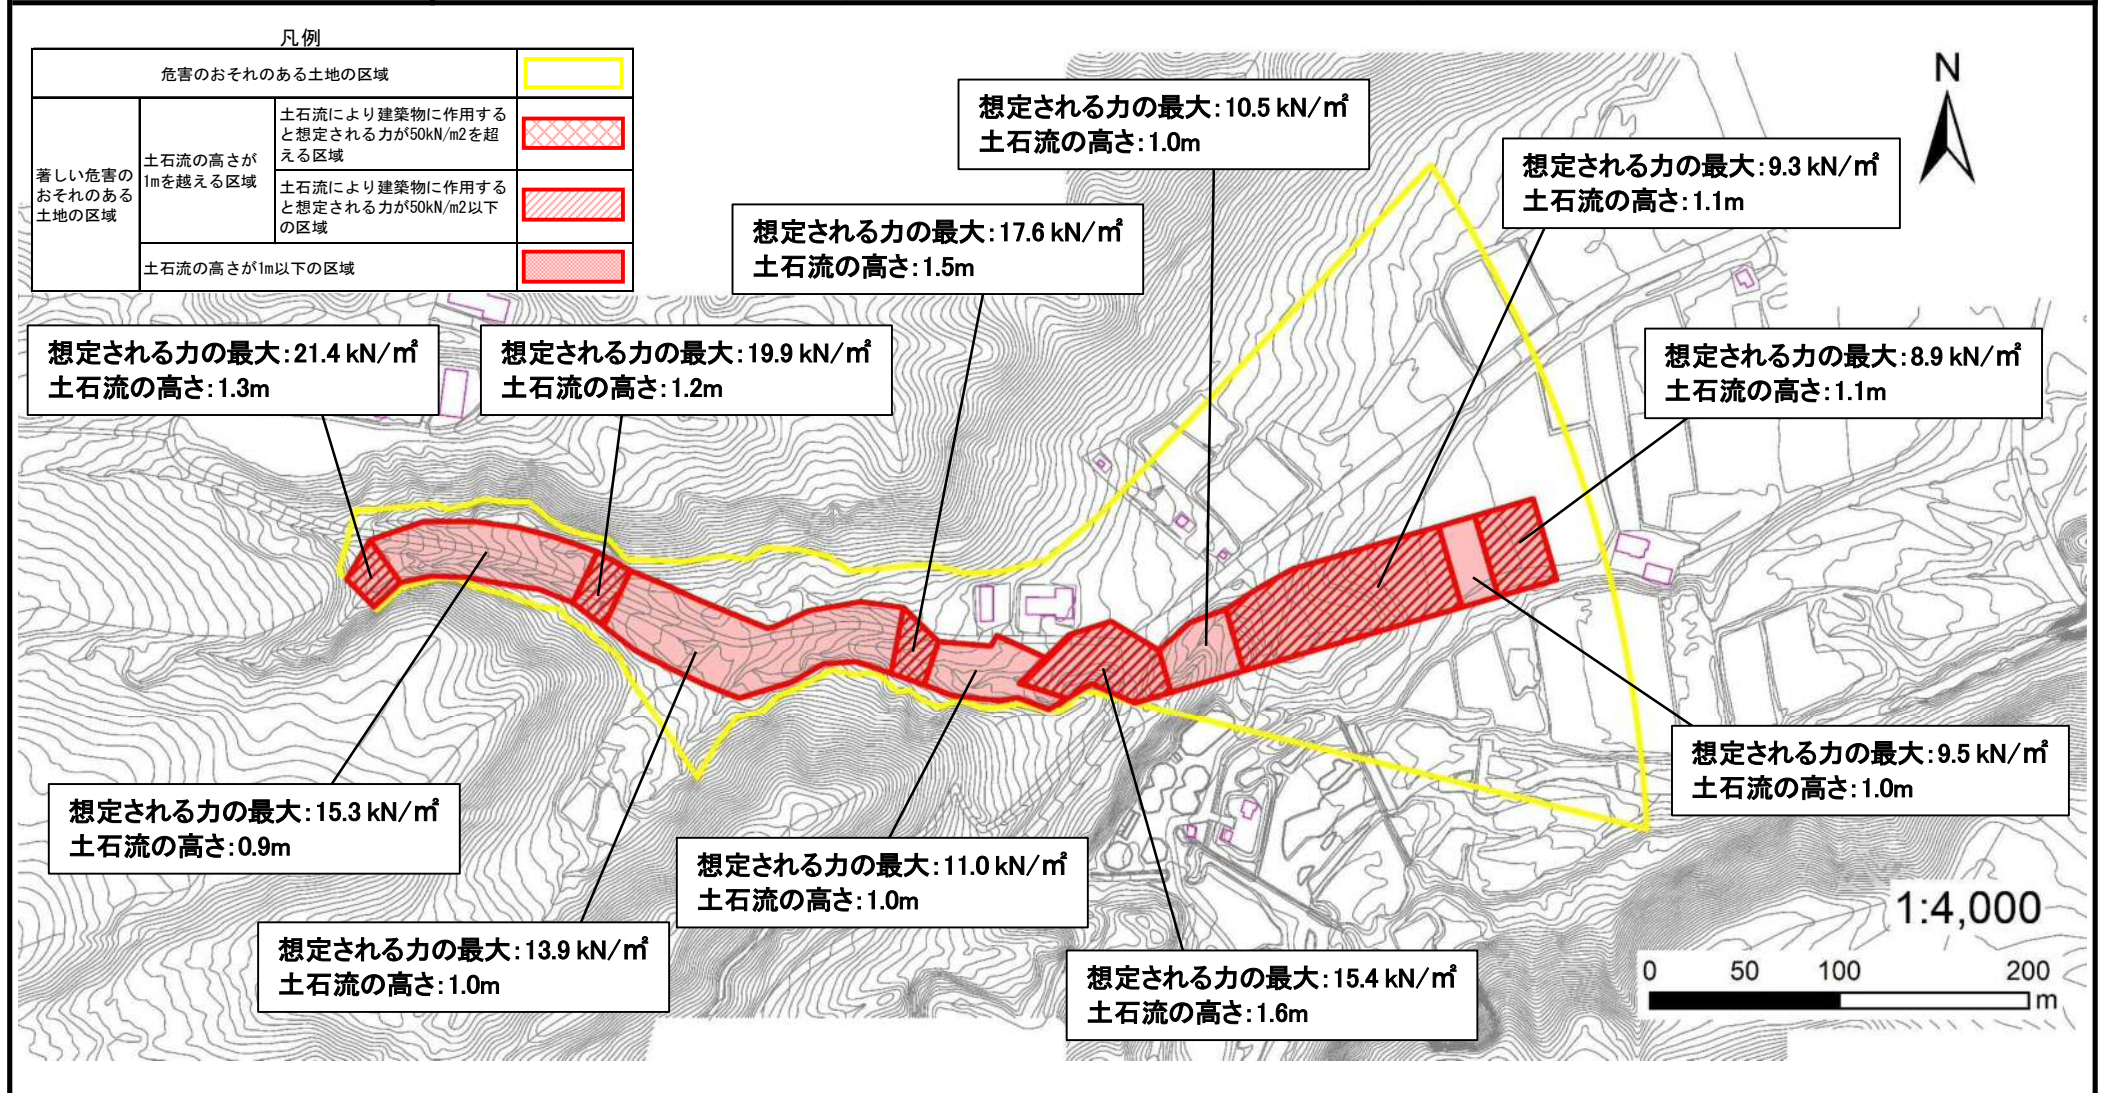 凡例
危害のおそれのある土地の区域
著しい危害の
おそれのある
土地の区域
土石流の高さが
1mを越える区域
土石流により建築物に作用する
と想定される力が50kN/m2を超
える区域
土石流により建築物に作用する
と想定される力が50kN/m2以下
の区域
土石流の高さが1m以下の区域
N
想定される力の最大:10.5 kN/㎡
土石流の高さ:1.0m
想定される力の最大:9.3 kN/㎡
土石流の高さ:1.1m
想定される力の最大:17.6 kN/㎡
土石流の高さ:1.5m
想定される力の最大:21.4 kN/㎡
土石流の高さ:1.3m
想定される力の最大:19.9 kN/㎡
土石流の高さ:1.2m
想定される力の最大:8.9 kN/㎡
土石流の高さ:1.1m
想定される力の最大:9.5 kN/㎡
土石流の高さ:1.0m
想定される力の最大:15.3 kN/㎡
土石流の高さ:0.9m
想定される力の最大:11.0 kN/㎡
土石流の高さ:1.0m
想定される力の最大:13.9 kN/㎡
土石流の高さ:1.0m
想定される力の最大:15.4 kN/㎡
土石流の高さ:1.6m
1:4,000
0 50 100 200
m